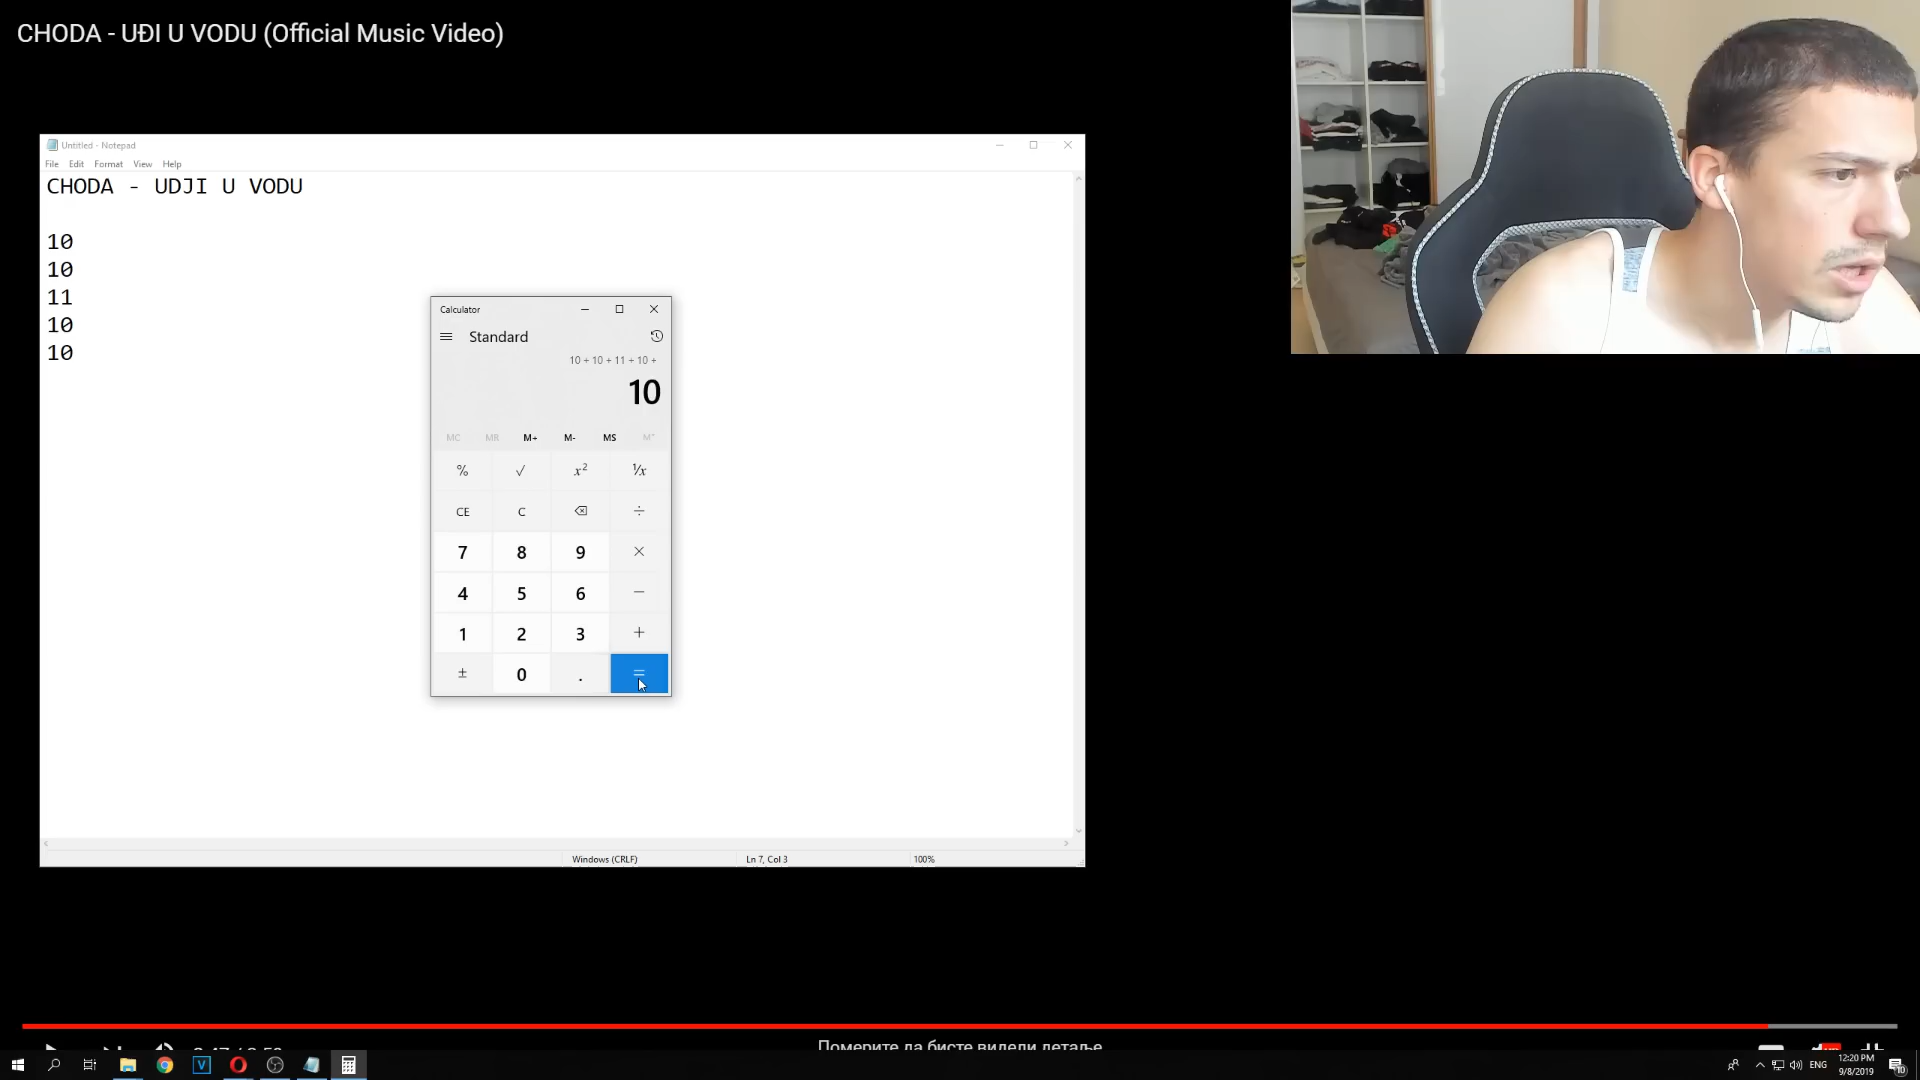 CHODA - UĐI U VODU (Official Music Video)
Untitled - Notepad
File Edit Format View Help
CHODA - UDJI U VODU
10
10
11
10
10
Calculator
Standard
10 + 10 + 11 + 10 +
10
MC MR M+ M- MS M˅
% √ x² ¹/x
CE C ÷
7 8 9 ×
4 5 6 −
1 2 3 +
± 0 . =
Windows (CRLF) Ln 7, Col 3 100%
Померите да бисте видели детаље
V
ENG
12:20 PM
9/8/2019
10